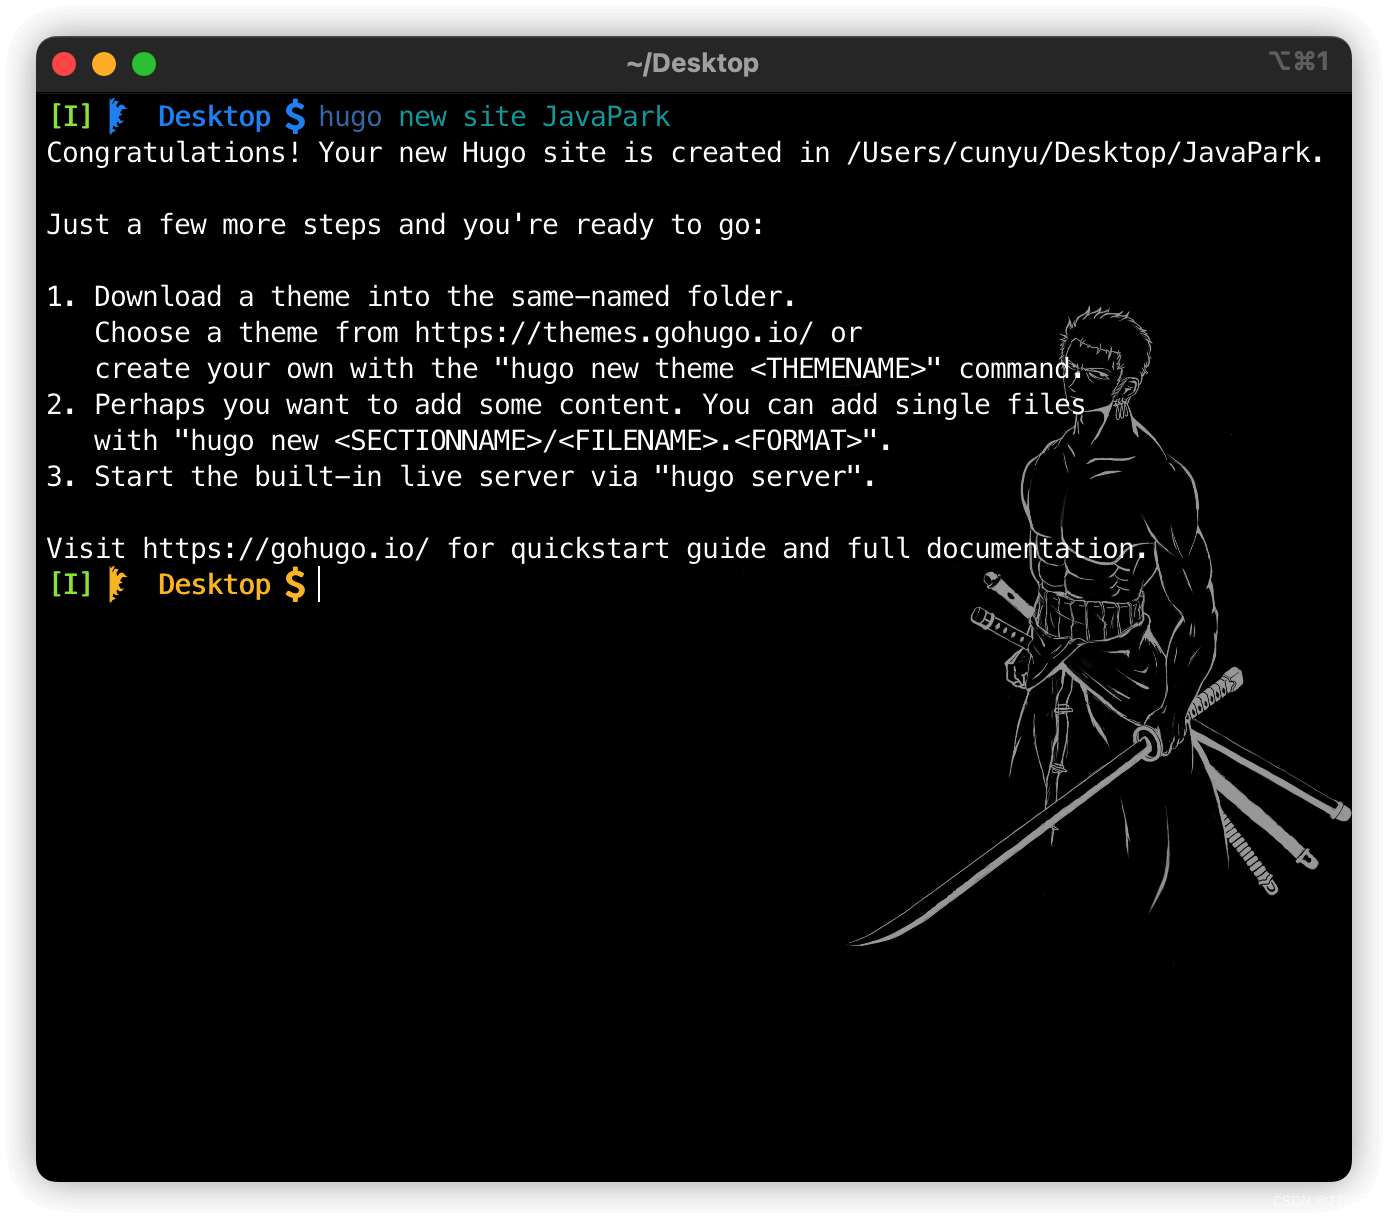 ~/Desktop
⌥⌘1
[I] Desktop $ hugo new site JavaPark
Congratulations! Your new Hugo site is created in /Users/cunyu/Desktop/JavaPark.
Just a few more steps and you're ready to go:
1. Download a theme into the same-named folder.
Choose a theme from https://themes.gohugo.io/ or
create your own with the "hugo new theme <THEMENAME>" command.
2. Perhaps you want to add some content. You can add single files
with "hugo new <SECTIONNAME>/<FILENAME>.<FORMAT>".
3. Start the built-in live server via "hugo server".
Visit https://gohugo.io/ for quickstart guide and full documentation.
[I] Desktop $
CSDN